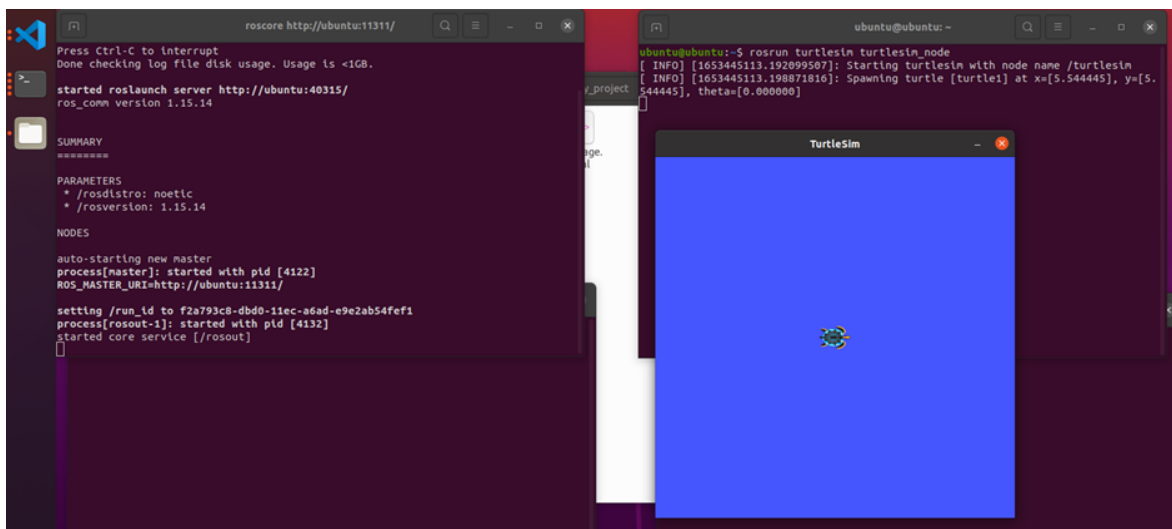 roscore http://ubuntu:11311/
Press Ctrl-C to interrupt
Done checking log file disk usage. Usage is <1GB.
started roslaunch server http://ubuntu:40315/
ros_comm version 1.15.14
SUMMARY
========
PARAMETERS
* /rosdistro: noetic
* /rosversion: 1.15.14
NODES
auto-starting new master
process[master]: started with pid [4122]
ROS_MASTER_URI=http://ubuntu:11311/
setting /run_id to f2a793c8-dbd0-11ec-a6ad-e9e2ab54fef1
process[rosout-1]: started with pid [4132]
started core service [/rosout]
y_project
age.
ubuntu@ubuntu: ~
ubuntu@ubuntu:~$ rosrun turtlesim turtlesim_node
[ INFO] [1653445113.192099507]: Starting turtlesim with node name /turtlesim
[ INFO] [1653445113.198871816]: Spawning turtle [turtle1] at x=[5.544445], y=[5.
544445], theta=[0.000000]
TurtleSim